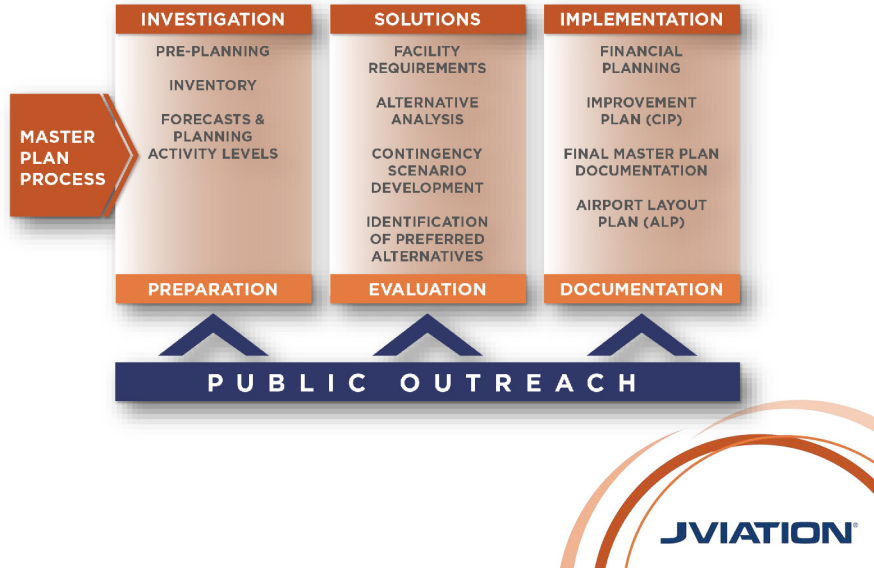 INVESTIGATION
PRE-PLANNING
INVENTORY
FORECASTS &
PLANNING
ACTIVITY LEVELS
PREPARATION
SOLUTIONS
FACILITY
REQUIREMENTS
ALTERNATIVE
ANALYSIS
CONTINGENCY
SCENARIO
DEVELOPMENT
IDENTIFICATION
OF PREFERRED
ALTERNATIVES
EVALUATION
IMPLEMENTATION
FINANCIAL
PLANNING
IMPROVEMENT
PLAN (CIP)
FINAL MASTER PLAN
DOCUMENTATION
AIRPORT LAYOUT
PLAN (ALP)
DOCUMENTATION
MASTER
PLAN
PROCESS
PUBLIC OUTREACH
JVIATION®